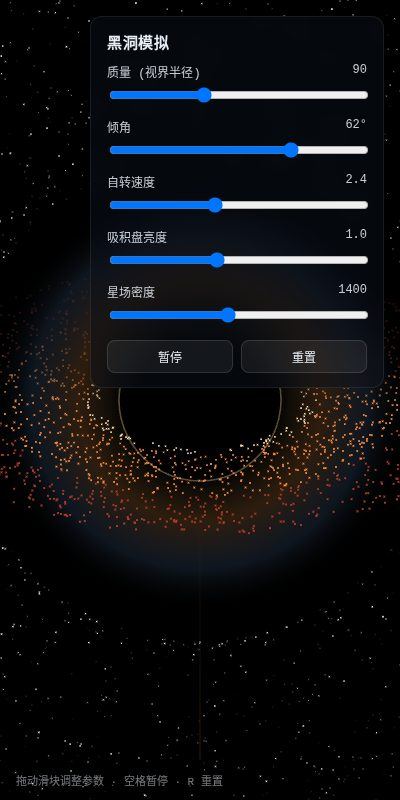 黑洞模拟
质量 (视界半径) 90
倾角 62°
自转速度 2.4
吸积盘亮度 1.0
星场密度 1400
暂停 重置
拖动滑块调整参数 · 空格暂停 · R 重置